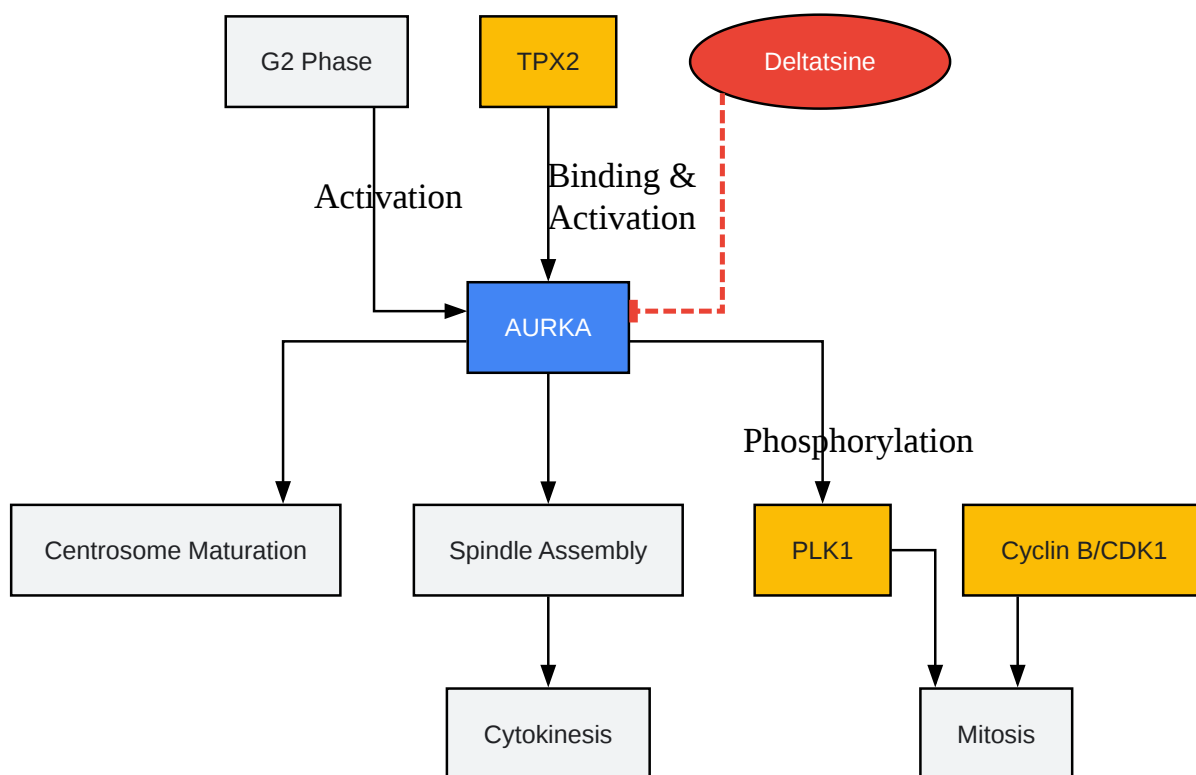 G2 Phase
TPX2
Deltatsine
Activation
Binding &
Activation
AURKA
Phosphorylation
Centrosome Maturation
Spindle Assembly
PLK1
Cyclin B/CDK1
Cytokinesis
Mitosis